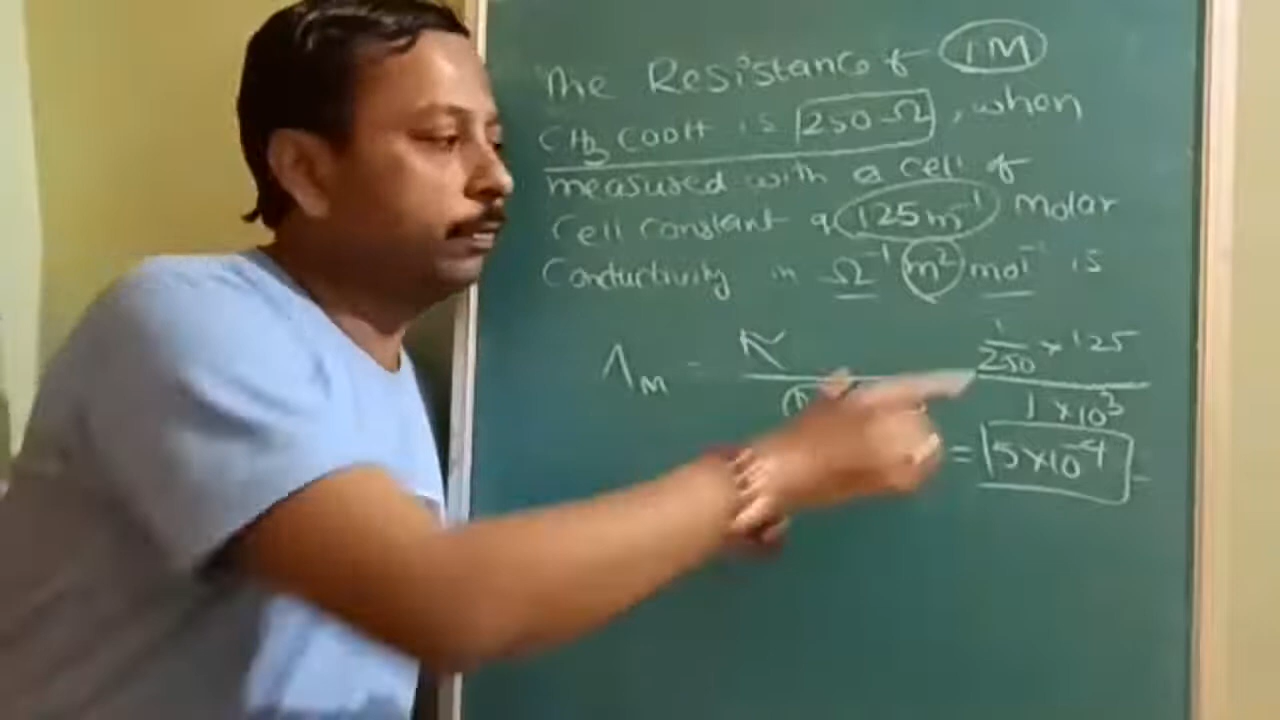 The Resistance of 1M
CH3COOH is 250 Ω, when
measured with a cell of
Cell constant of 125 m⁻¹ Molar
Conductivity in Ω⁻¹ m² mol⁻¹ is
Λ_M = K 1/250 × 125
1 × 10³
= 5×10⁻⁴